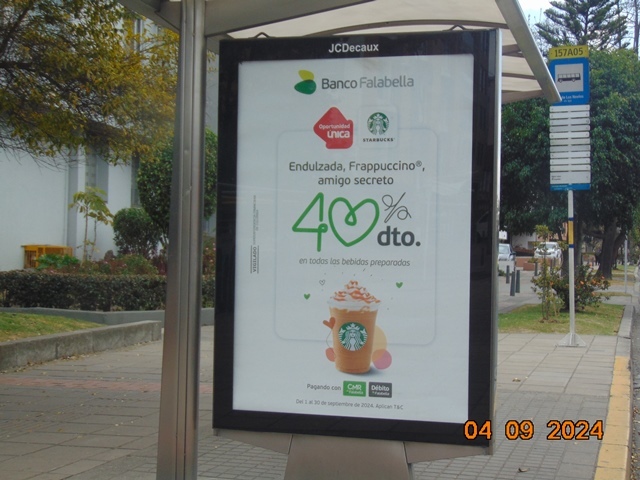 JCDecaux
157A05
Banco Falabella
Oportunidad
ÚNICA
STARBUCKS
Endulzada, Frappuccino®,
amigo secreto
40% dto.
en todas las bebidas preparadas
VIGILADO
Pagando con CMR Débito
Del 1 al 30 de septiembre de 2024. Aplican T&C
04 09 2024